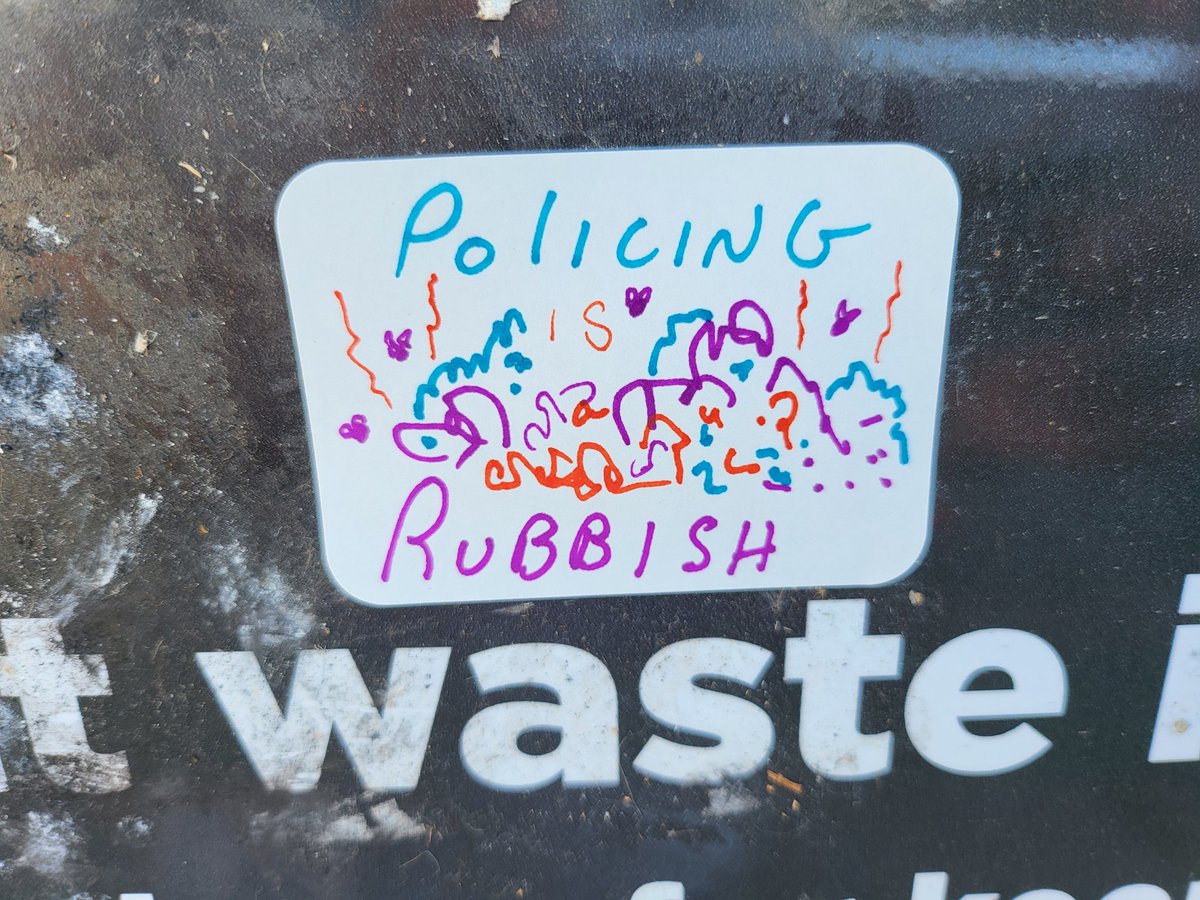 POLICING
IS
RUBBISH
t waste i